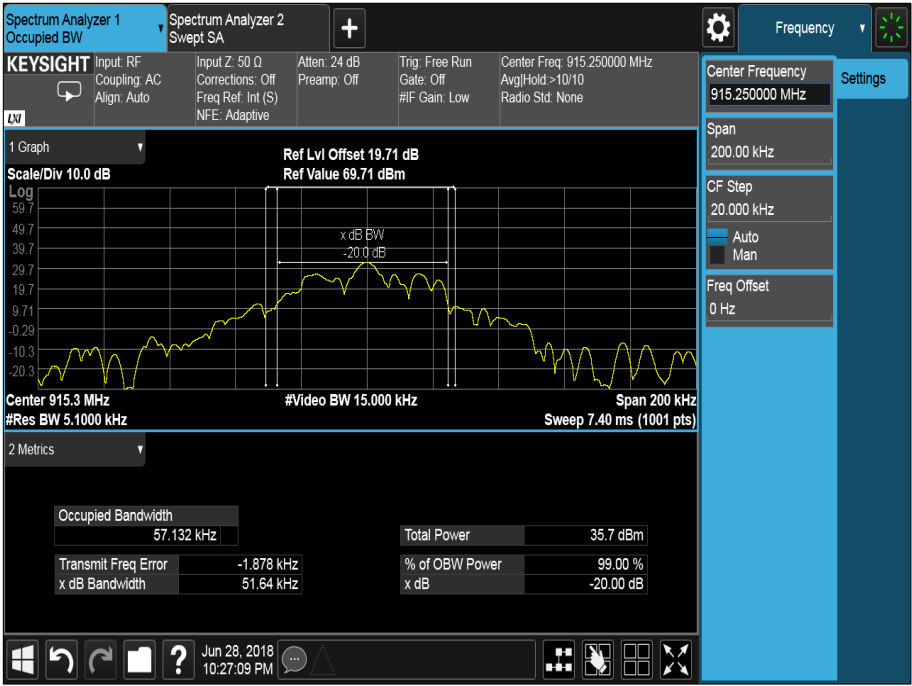 Spectrum Analyzer 1
Occupied BW
Spectrum Analyzer 2
Swept SA
+
Frequency
KEYSIGHT
LXI
Input: RF
Coupling: AC
Align: Auto
Input Z: 50 Ω
Corrections: Off
Freq Ref: Int (S)
NFE: Adaptive
Atten: 24 dB
Preamp: Off
Trig: Free Run
Gate: Off
#IF Gain: Low
Center Freq: 915.250000 MHz
Avg|Hold:>10/10
Radio Std: None
Center Frequency
915.250000 MHz
Settings
Span
200.00 kHz
CF Step
20.000 kHz
Auto
Man
Freq Offset
0 Hz
1 Graph
Scale/Div 10.0 dB
Ref Lvl Offset 19.71 dB
Ref Value 69.71 dBm
Log
59.7
49.7
39.7
29.7
19.7
9.71
-0.29
-10.3
-20.3
x dB BW
-20.0 dB
Center 915.3 MHz
#Video BW 15.000 kHz
Span 200 kHz
#Res BW 5.1000 kHz
Sweep 7.40 ms (1001 pts)
2 Metrics
Occupied Bandwidth
57.132 kHz
Total Power 35.7 dBm
Transmit Freq Error -1.878 kHz
% of OBW Power 99.00 %
x dB Bandwidth 51.64 kHz
x dB -20.00 dB
?
Jun 28, 2018
10:27:09 PM